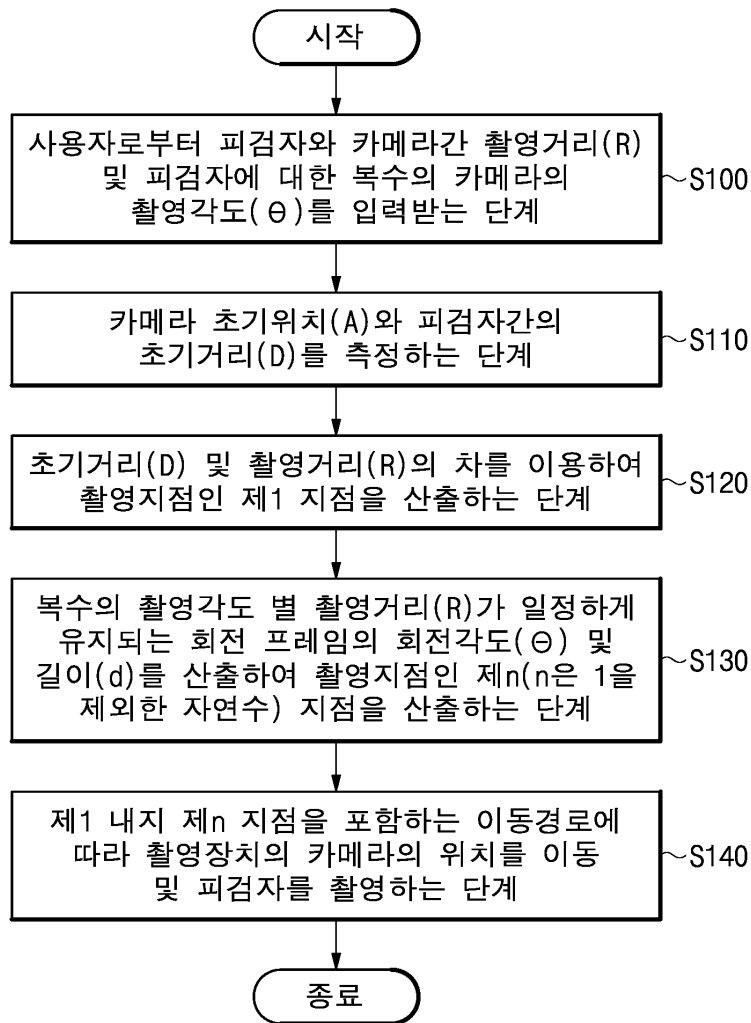 시작
사용자로부터 피검자와 카메라간 촬영거리(R)
및 피검자에 대한 복수의 카메라의
촬영각도(Θ)를 입력받는 단계
S100
카메라 초기위치(A)와 피검자간의
초기거리(D)를 측정하는 단계
S110
초기거리(D) 및 촬영거리(R)의 차를 이용하여
촬영지점인 제1 지점을 산출하는 단계
S120
복수의 촬영각도 별 촬영거리(R)가 일정하게
유지되는 회전 프레임의 회전각도(Θ) 및
길이(d)를 산출하여 촬영지점인 제n(n은 1을
제외한 자연수) 지점을 산출하는 단계
S130
제1 내지 제n 지점을 포함하는 이동경로에
따라 촬영장치의 카메라의 위치를 이동
및 피검자를 촬영하는 단계
S140
종료